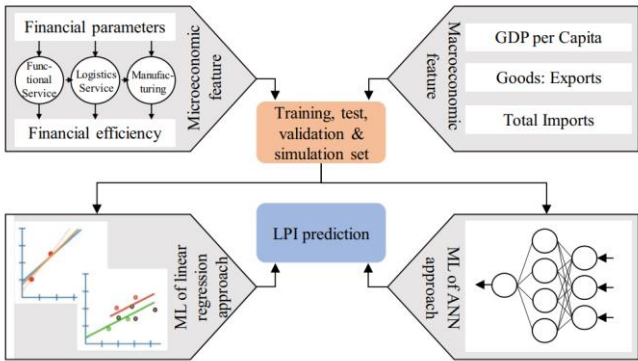 Financial parameters
Func-
tional
Service
Logistics
Service
Manufac-
turing
Financial efficiency
Microeconomic
feature
Macroeconomic
feature
GDP per Capita
Goods: Exports
Total Imports
Training, test,
validation &
simulation set
ML of linear
regression
approach
LPI prediction
ML of ANN
approach